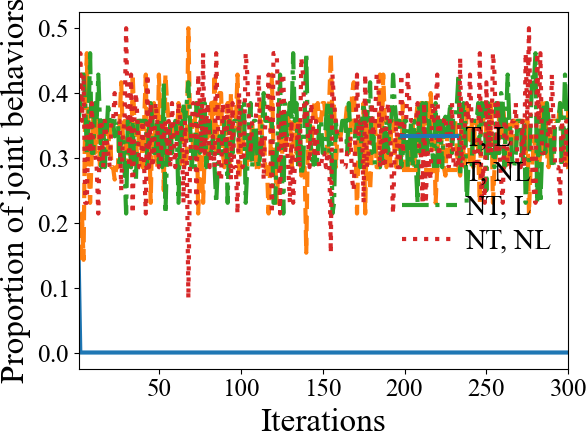 Proportion of joint behaviors
0.5
0.4
0.3
0.2
0.1
0.0
T, L
T, NL
NT, L
NT, NL
50
100
150
200
250
300
Iterations